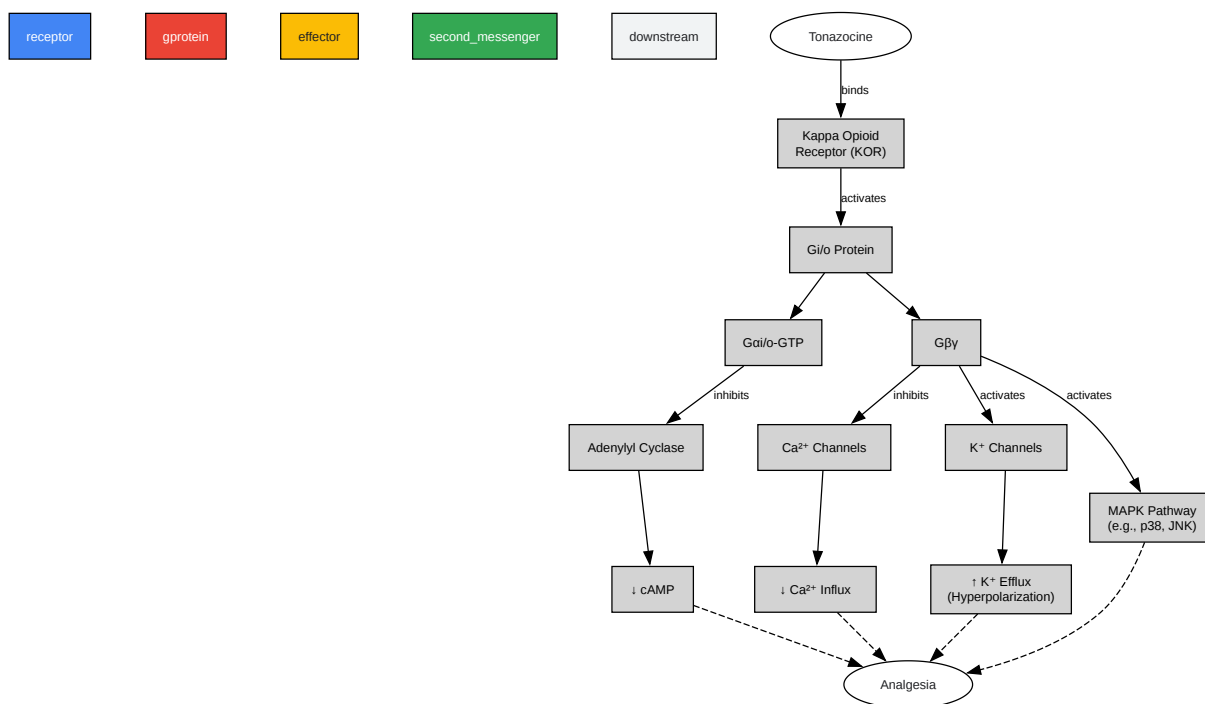 receptor
gprotein
effector
second_messenger
downstream
Tonazocine
binds
Kappa Opioid
Receptor (KOR)
activates
Gi/o Protein
Gαi/o-GTP
Gβγ
inhibits
inhibits
activates
activates
Adenylyl Cyclase
Ca²⁺ Channels
K⁺ Channels
MAPK Pathway
(e.g., p38, JNK)
↓ cAMP
↓ Ca²⁺ Influx
↑ K⁺ Efflux
(Hyperpolarization)
Analgesia